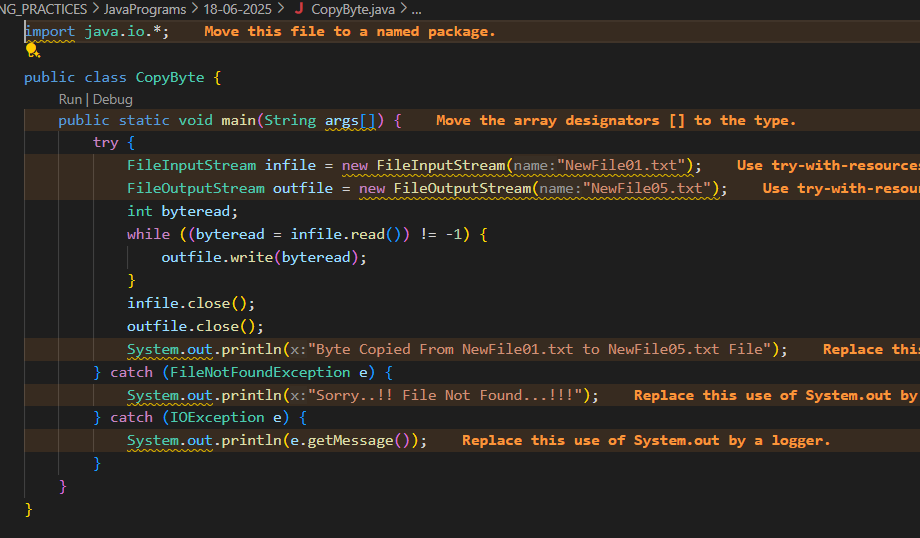 NG_PRACTICES > JavaPrograms > 18-06-2025 > J CopyByte.java > ...
import java.io.*; Move this file to a named package.
public class CopyByte {
Run | Debug
public static void main(String args[]) { Move the array designators [] to the type.
try {
FileInputStream infile = new FileInputStream(name:"NewFile01.txt"); Use try-with-resources
FileOutputStream outfile = new FileOutputStream(name:"NewFile05.txt"); Use try-with-resour
int byteread;
while ((byteread = infile.read()) != -1) {
outfile.write(byteread);
}
infile.close();
outfile.close();
System.out.println(x:"Byte Copied From NewFile01.txt to NewFile05.txt File"); Replace this
} catch (FileNotFoundException e) {
System.out.println(x:"Sorry..!! File Not Found...!!!"); Replace this use of System.out by
} catch (IOException e) {
System.out.println(e.getMessage()); Replace this use of System.out by a logger.
}
}
}